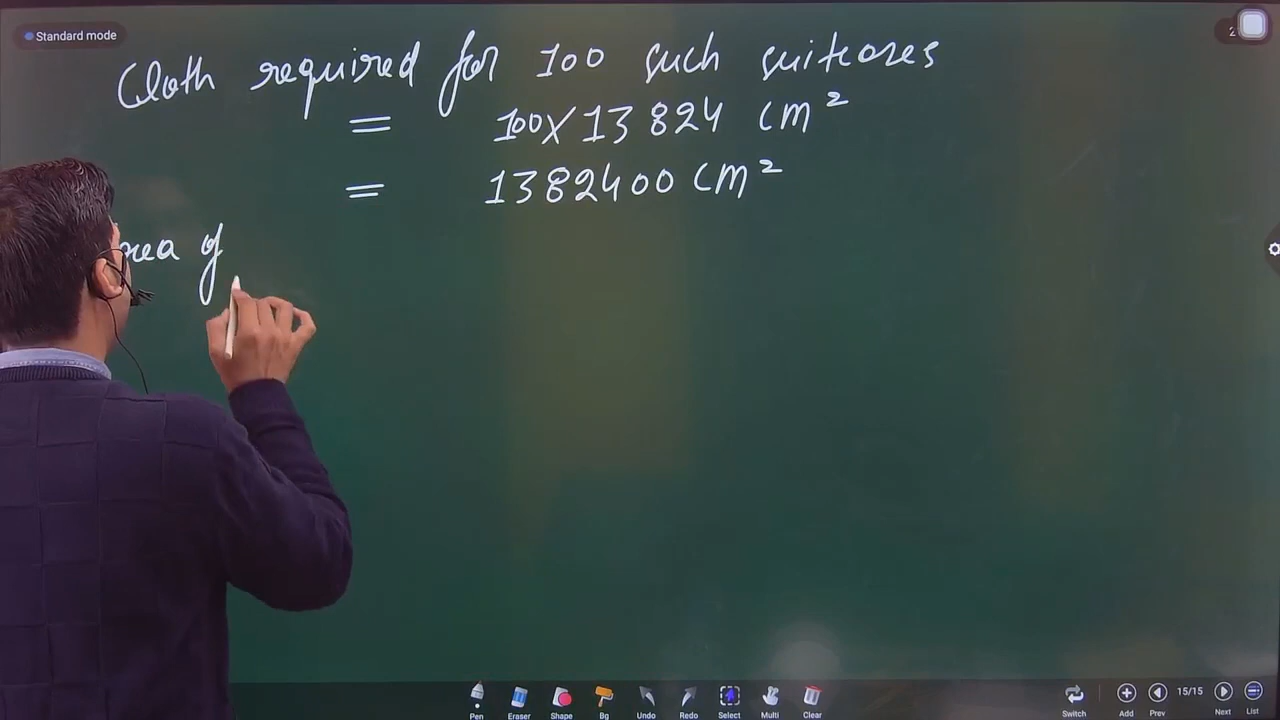 Standard mode
2
Cloth required for 100 such suitcases
= 100 X 13824 cm²
= 1382400 cm²
of
Pen Eraser Shape Bg Undo Redo Select Multi Clear
Switch Add Prev 15/15 Next List